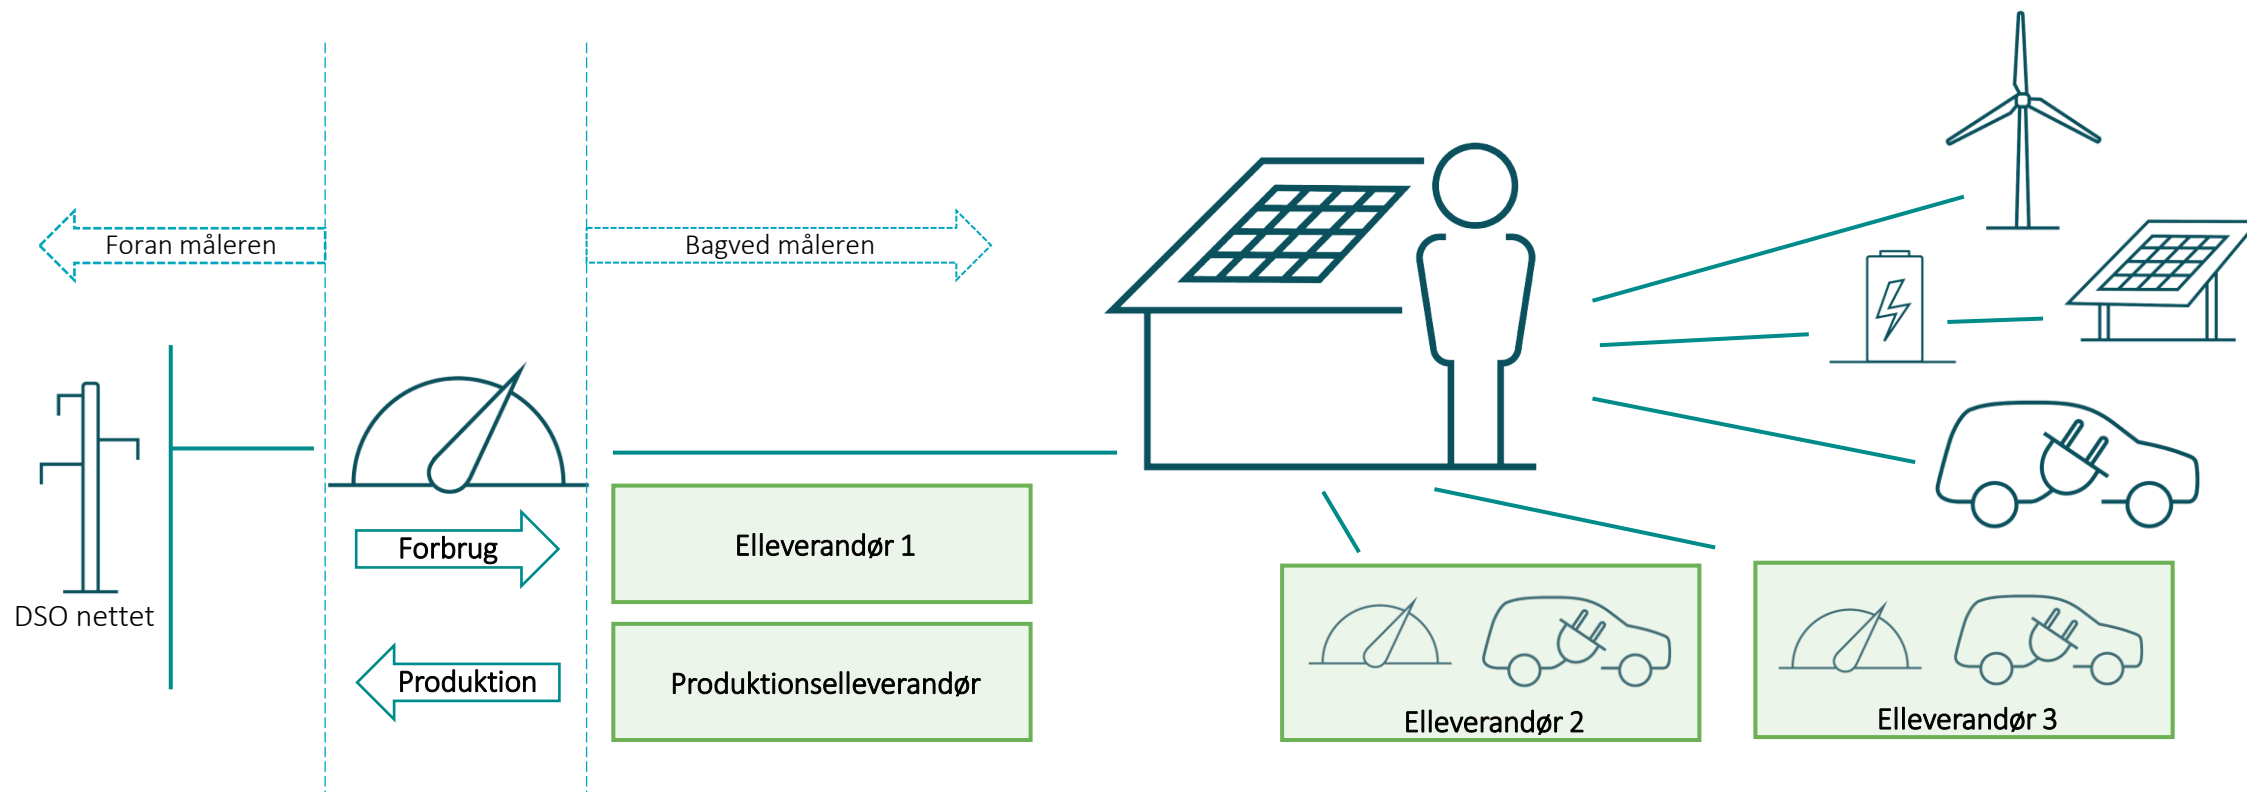 Foran måleren
Bagved måleren
DSO nettet
Forbrug
Produktion
Elleverandør 1
Produktionselleverandør
Elleverandør 2
Elleverandør 3